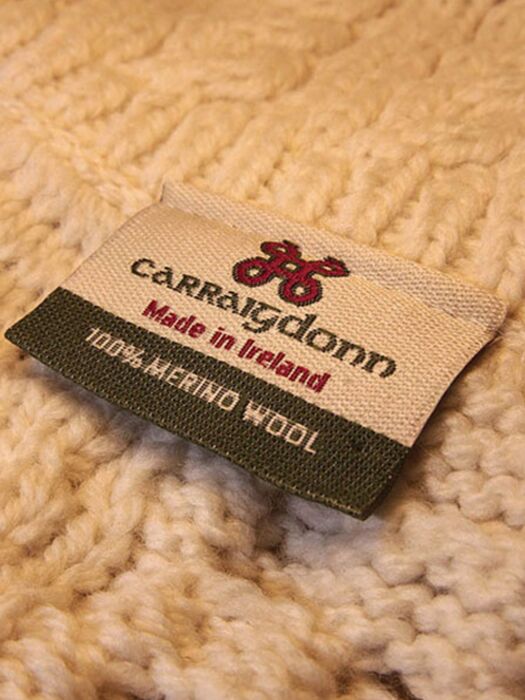 CARRAIGDONN
Made in Ireland
100% MERINO WOOL